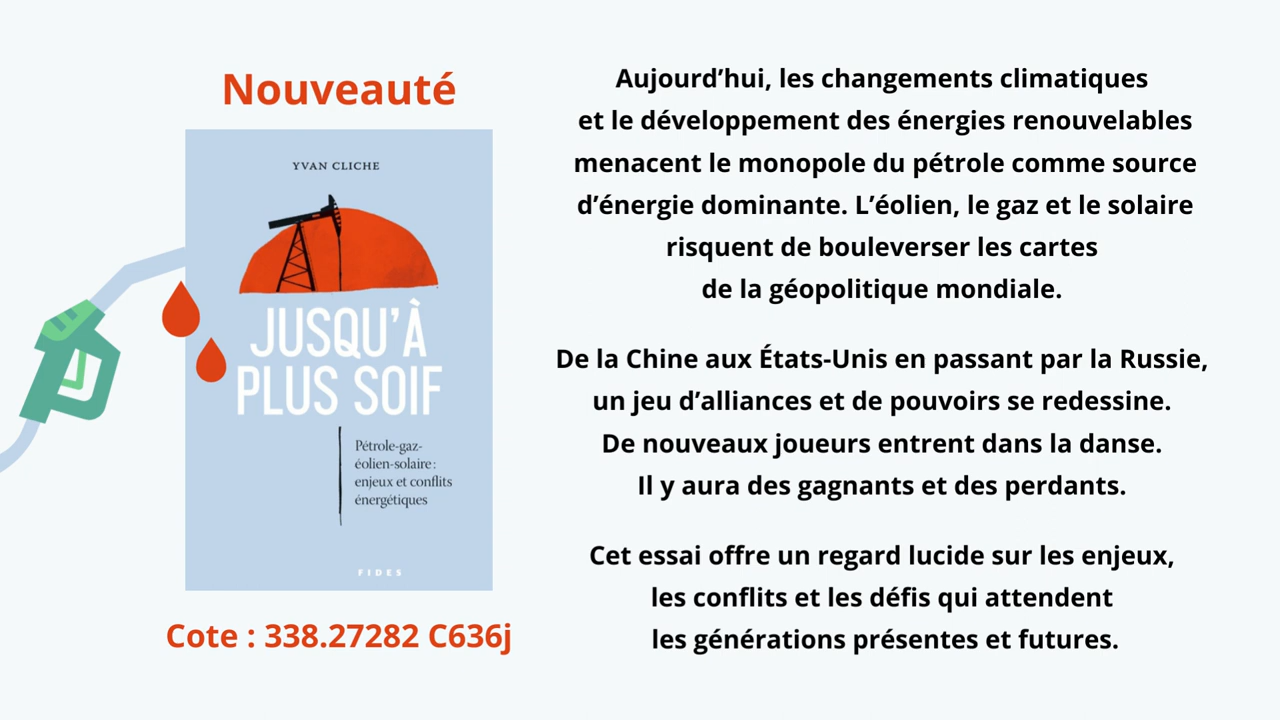 Nouveauté
YVAN CLICHE
JUSQU'À
PLUS SOIF
Pétrole-gaz-
éolien-solaire :
enjeux et conflits
énergétiques
FIDES
Cote : 338.27282 C636j
Aujourd’hui, les changements climatiques
et le développement des énergies renouvelables
menacent le monopole du pétrole comme source
d’énergie dominante. L’éolien, le gaz et le solaire
risquent de bouleverser les cartes
de la géopolitique mondiale.
De la Chine aux États-Unis en passant par la Russie,
un jeu d’alliances et de pouvoirs se redessine.
De nouveaux joueurs entrent dans la danse.
Il y aura des gagnants et des perdants.
Cet essai offre un regard lucide sur les enjeux,
les conflits et les défis qui attendent
les générations présentes et futures.